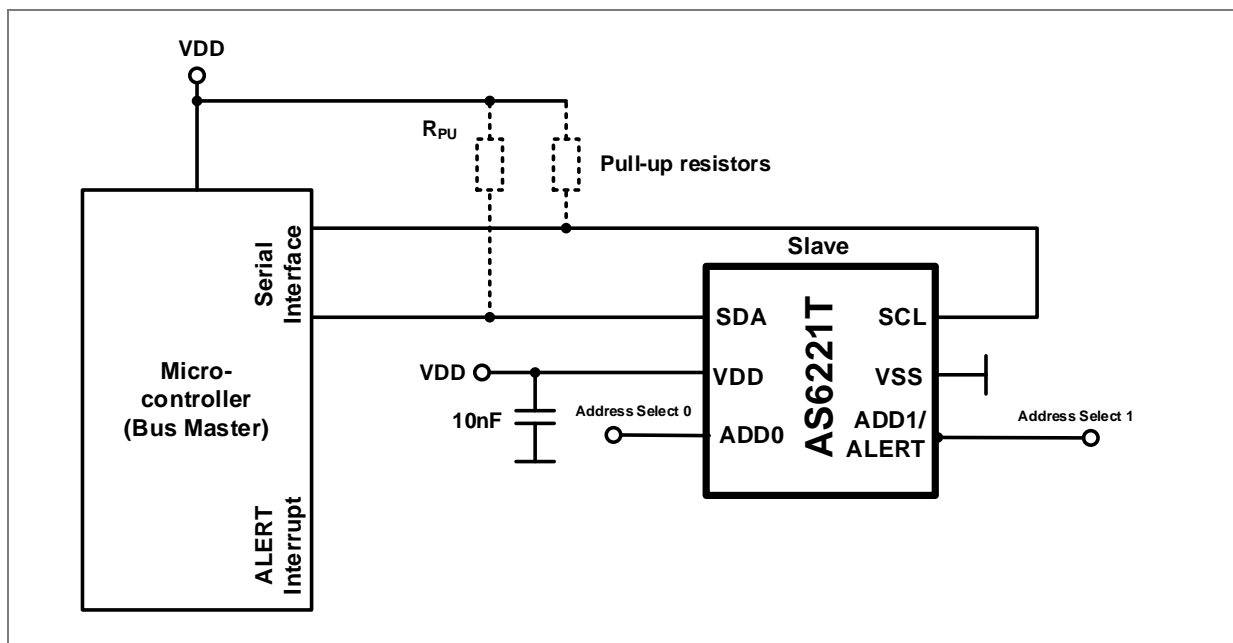 VDD
RPU
Pull-up resistors
Serial
Interface
Slave
SDA
SCL
Micro-
controller
(Bus Master)
AS6221T
VDD
VDD
VSS
10nF
Address Select 0
ADD0
ADD1/
ALERT
Address Select 1
ALERT
Interrupt